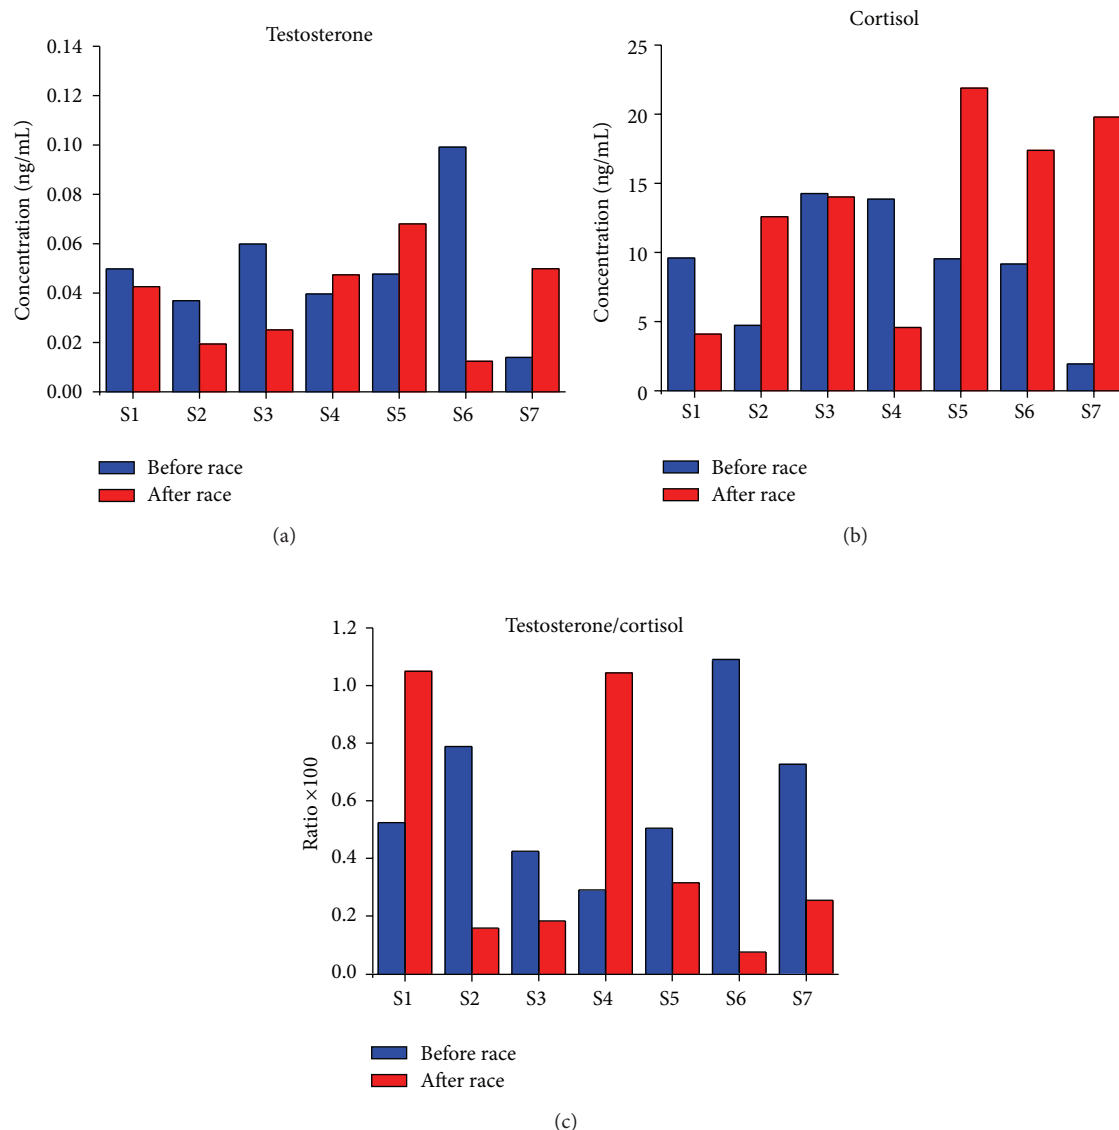 Testosterone
Concentration (ng/mL)
0.14
0.12
0.10
0.08
0.06
0.04
0.02
0.00
S1 S2 S3 S4 S5 S6 S7
Before race
After race
(a)
Cortisol
Concentration (ng/mL)
25
20
15
10
5
0
S1 S2 S3 S4 S5 S6 S7
Before race
After race
(b)
Testosterone/cortisol
Ratio ×100
1.2
1.0
0.8
0.6
0.4
0.2
0.0
S1 S2 S3 S4 S5 S6 S7
Before race
After race
(c)